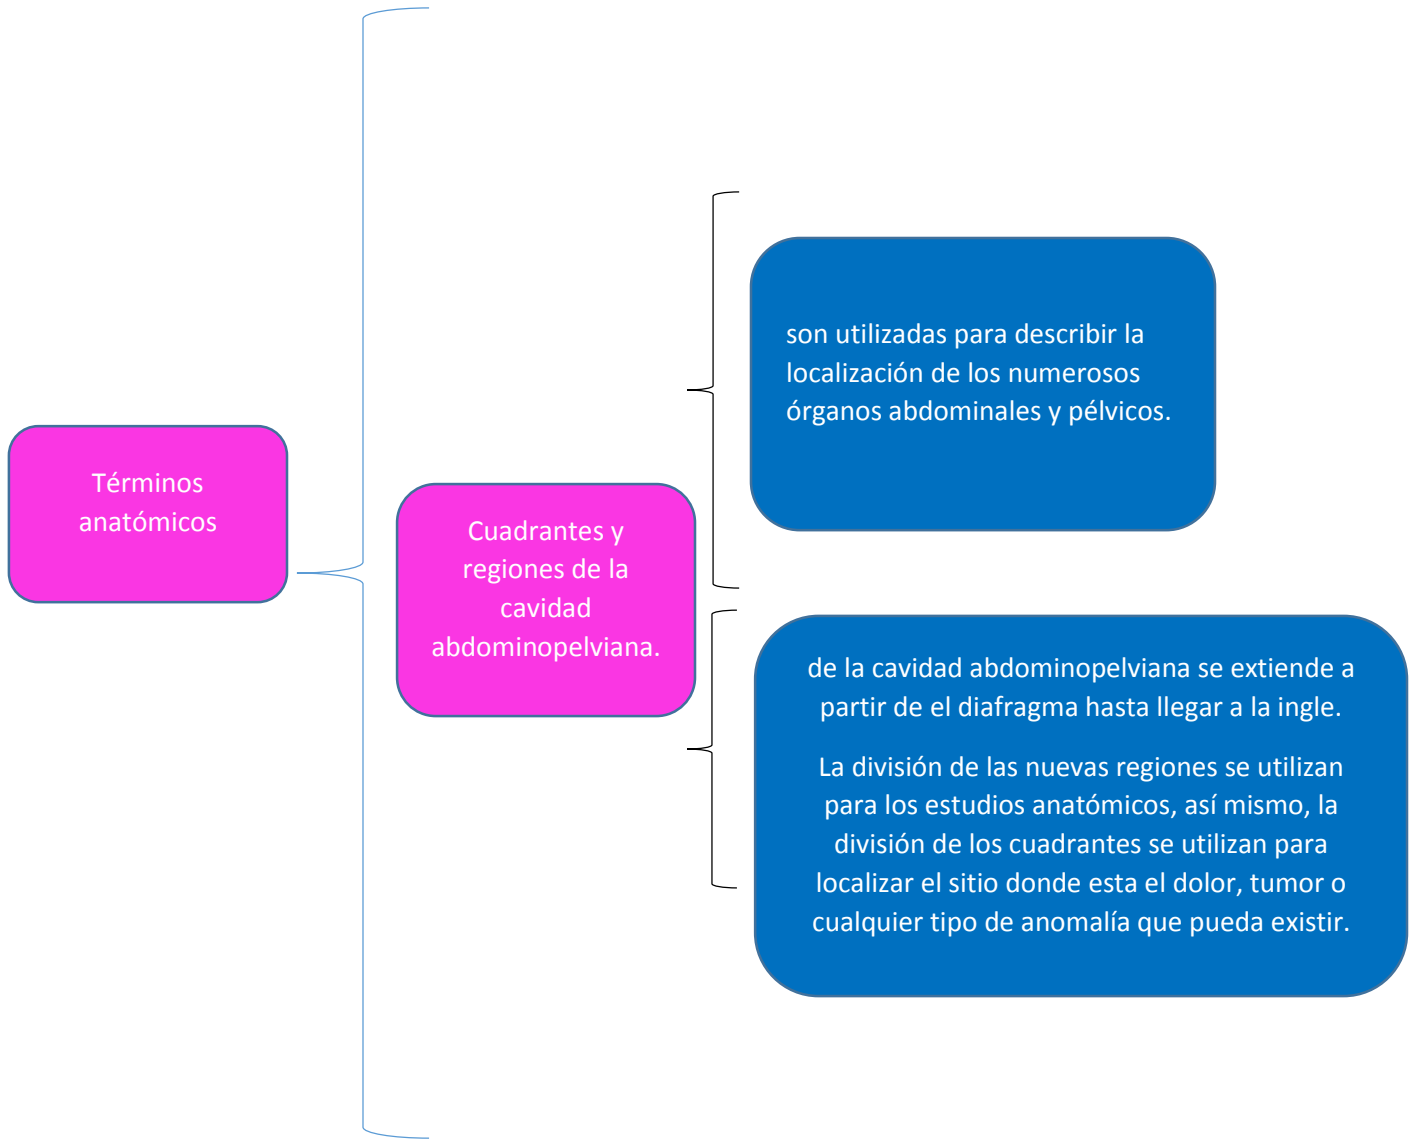 Términos
anatómicos
Cuadrantes y
regiones de la
cavidad
abdominopelviana.
son utilizadas para describir la
localización de los numerosos
órganos abdominales y pélvicos.
de la cavidad abdominopelviana se extiende a
partir de el diafragma hasta llegar a la ingle.
La división de las nuevas regiones se utilizan
para los estudios anatómicos, así mismo, la
división de los cuadrantes se utilizan para
localizar el sitio donde esta el dolor, tumor o
cualquier tipo de anomalía que pueda existir.